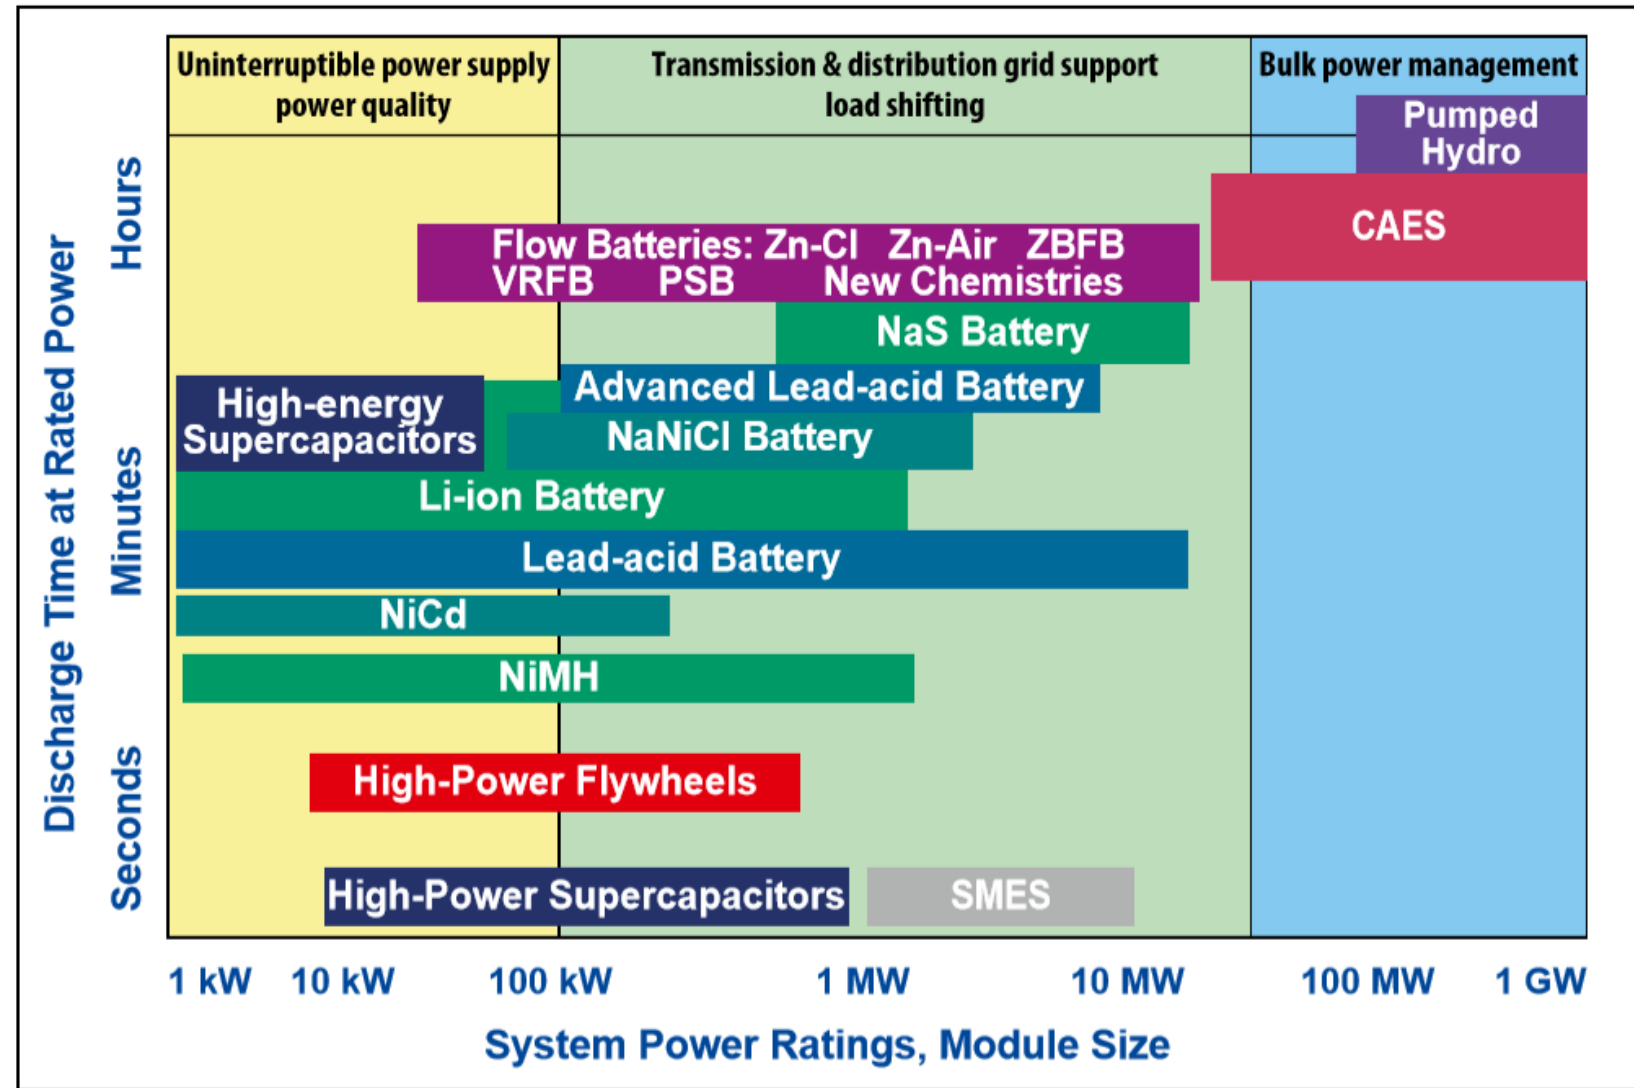 Uninterruptible power supply
power quality
Transmission & distribution grid support
load shifting
Bulk power management
Pumped
Hydro
CAES
Flow Batteries: Zn-Cl Zn-Air ZBFB
VRFB PSB New Chemistries
NaS Battery
Advanced Lead-acid Battery
High-energy
Supercapacitors
NaNiCl Battery
Li-ion Battery
Lead-acid Battery
NiCd
NiMH
High-Power Flywheels
High-Power Supercapacitors
SMES
Discharge Time at Rated Power
Hours
Minutes
Seconds
1 kW 10 kW 100 kW 1 MW 10 MW 100 MW 1 GW
System Power Ratings, Module Size